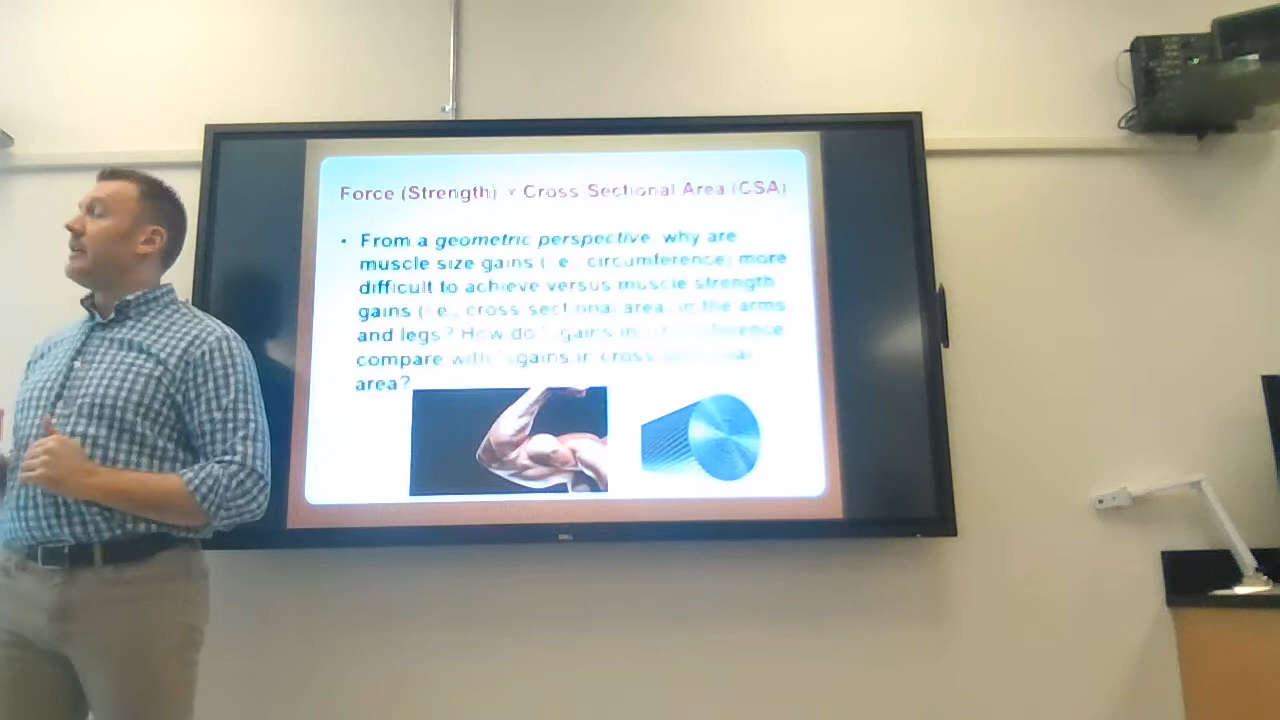 Force (Strength) Cross Sectional Area (CSA)
• From a geometric perspective why are
muscle size gains ( e circumference) more
difficult to achieve versus muscle strength
gains ( e., cross sectional area in the arms
and legs? How do gains in
compare with gains in cross
area?
DELL